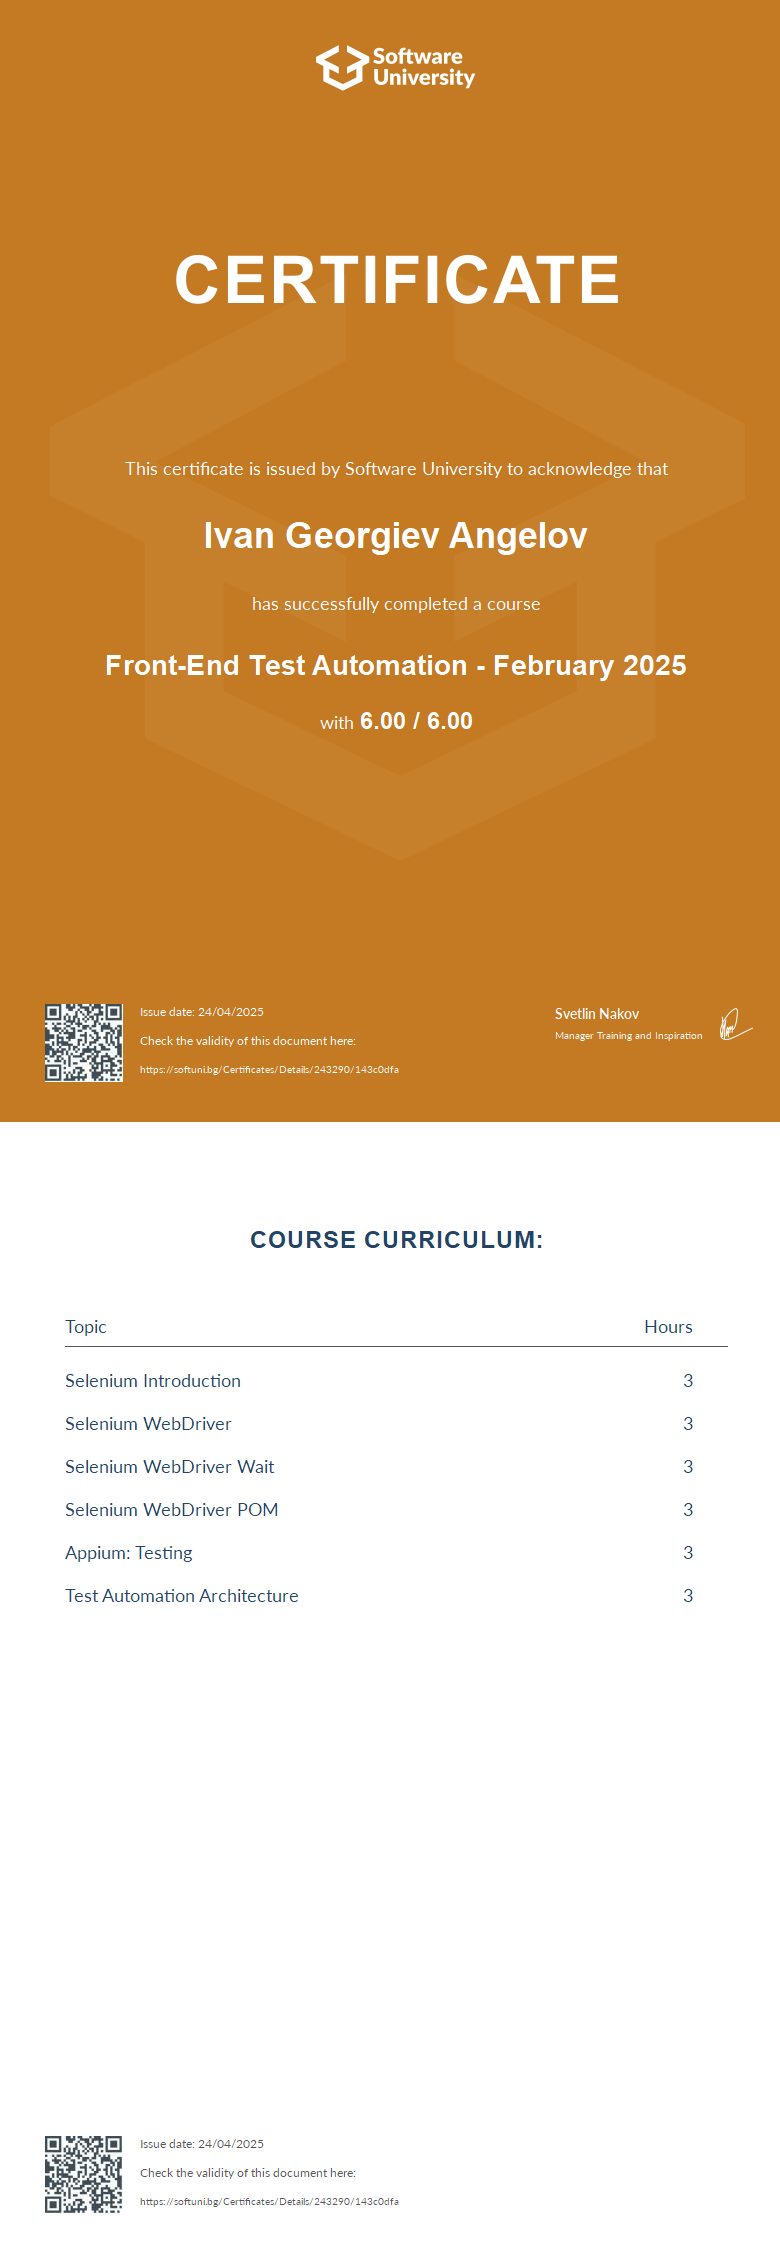 Software
University
CERTIFICATE
This certificate is issued by Software University to acknowledge that
Ivan Georgiev Angelov
has successfully completed a course
Front-End Test Automation - February 2025
with 6.00 / 6.00
Issue date: 24/04/2025
Check the validity of this document here:
https://softuni.bg/Certificates/Details/243290/143c0dfa
Svetlin Nakov
Manager Training and Inspiration
COURSE CURRICULUM:
Topic Hours
Selenium Introduction 3
Selenium WebDriver 3
Selenium WebDriver Wait 3
Selenium WebDriver POM 3
Appium: Testing 3
Test Automation Architecture 3
Issue date: 24/04/2025
Check the validity of this document here:
https://softuni.bg/Certificates/Details/243290/143c0dfa